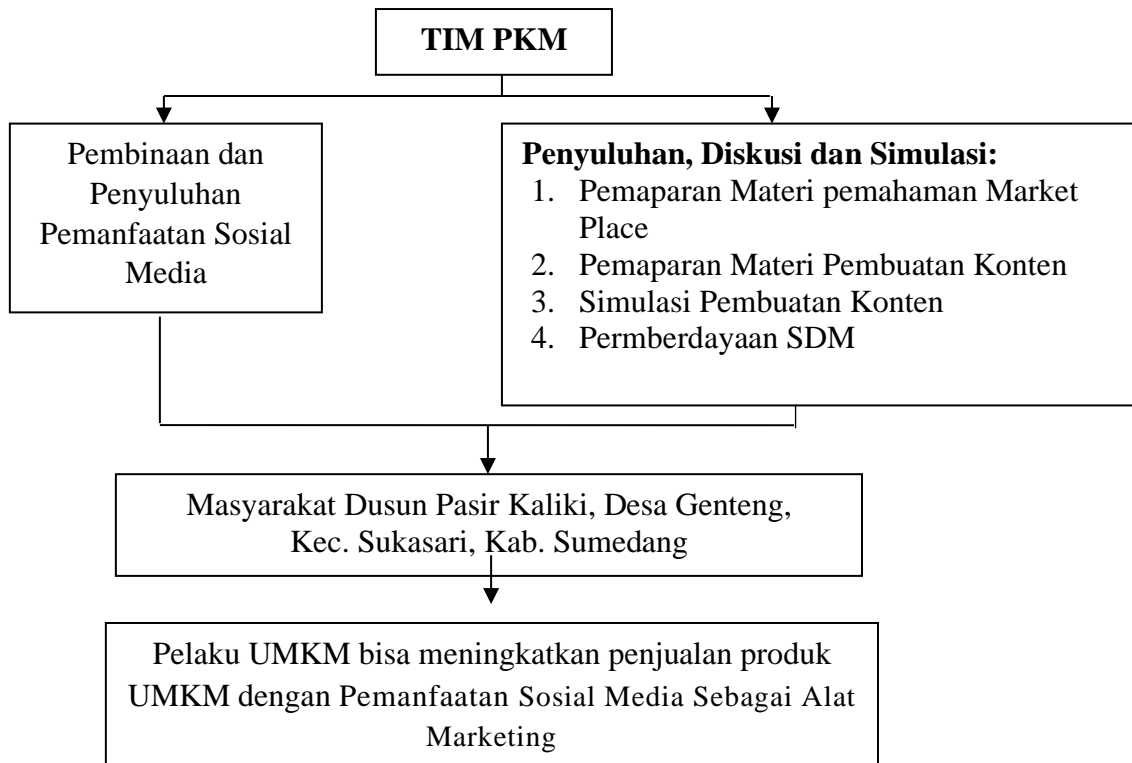 TIM PKM
Pembinaan dan
Penyuluhan
Pemanfaatan Sosial
Media
Penyuluhan, Diskusi dan Simulasi:
1. Pemaparan Materi pemahaman Market
Place
2. Pemaparan Materi Pembuatan Konten
3. Simulasi Pembuatan Konten
4. Permberdayaan SDM
Masyarakat Dusun Pasir Kaliki, Desa Genteng,
Kec. Sukasari, Kab. Sumedang
Pelaku UMKM bisa meningkatkan penjualan produk
UMKM dengan Pemanfaatan Sosial Media Sebagai Alat
Marketing